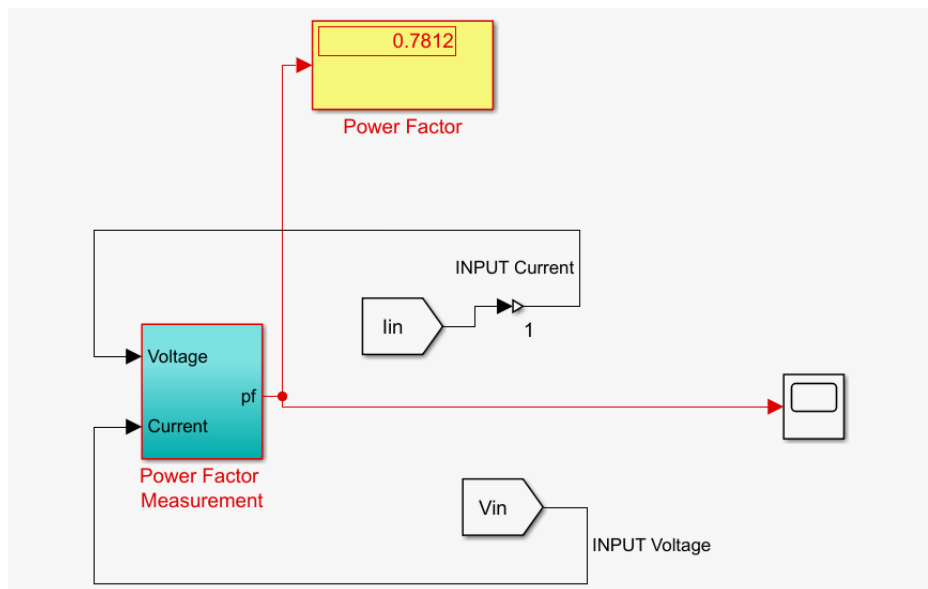 0.7812
Power Factor
INPUT Current
Iin
1
Voltage
pf
Current
Power Factor
Measurement
Vin
INPUT Voltage